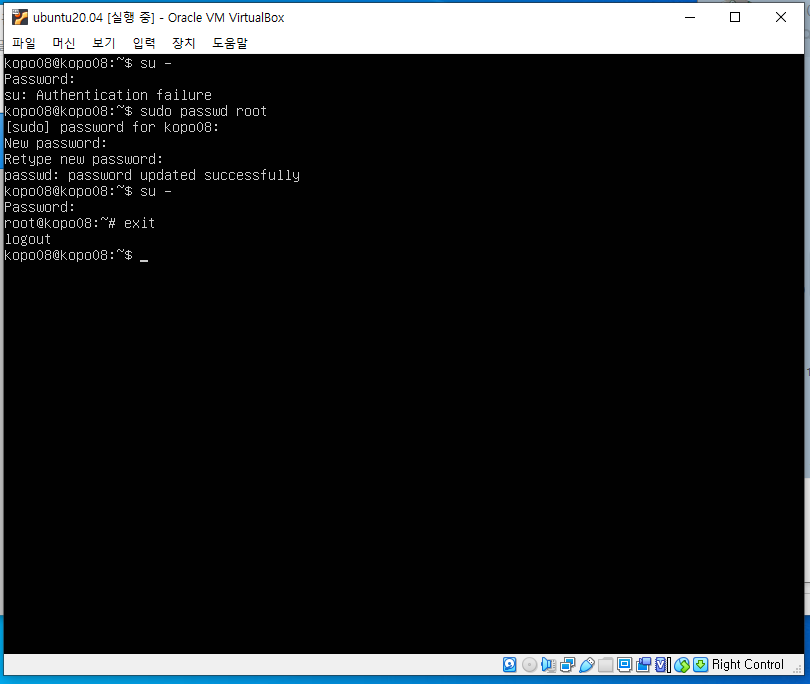 ubuntu20.04 [실행 중] - Oracle VM VirtualBox
파일 머신 보기 입력 장치 도움말
kopo08@kopo08:~$ su -
Password:
su: Authentication failure
kopo08@kopo08:~$ sudo passwd root
[sudo] password for kopo08:
New password:
Retype new password:
passwd: password updated successfully
kopo08@kopo08:~$ su -
Password:
root@kopo08:~# exit
logout
kopo08@kopo08:~$ _
Right Control